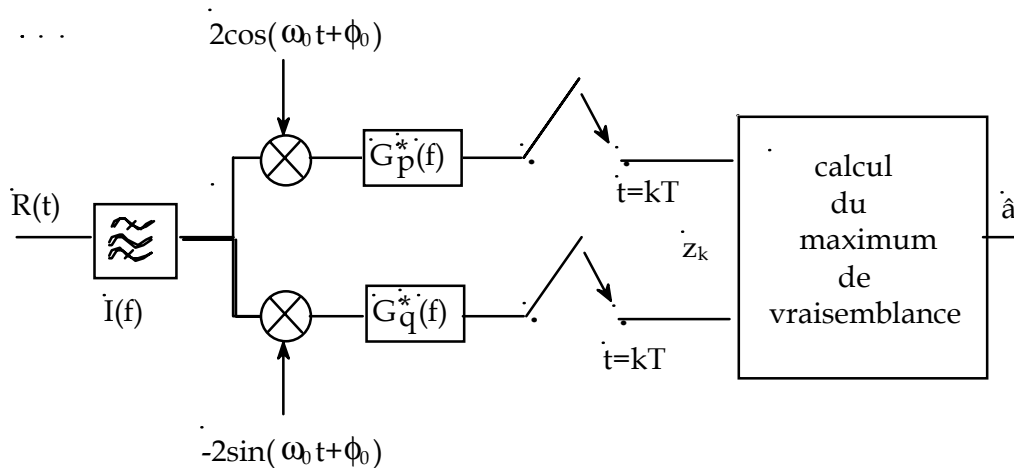 . . .
2cos(ω₀t+ϕ₀)
G*p(f)
t=kT
R(t)
I(f)
zₖ
calcul
du
maximum
de
vraisemblance
â
G*q(f)
t=kT
-2sin(ω₀t+ϕ₀)